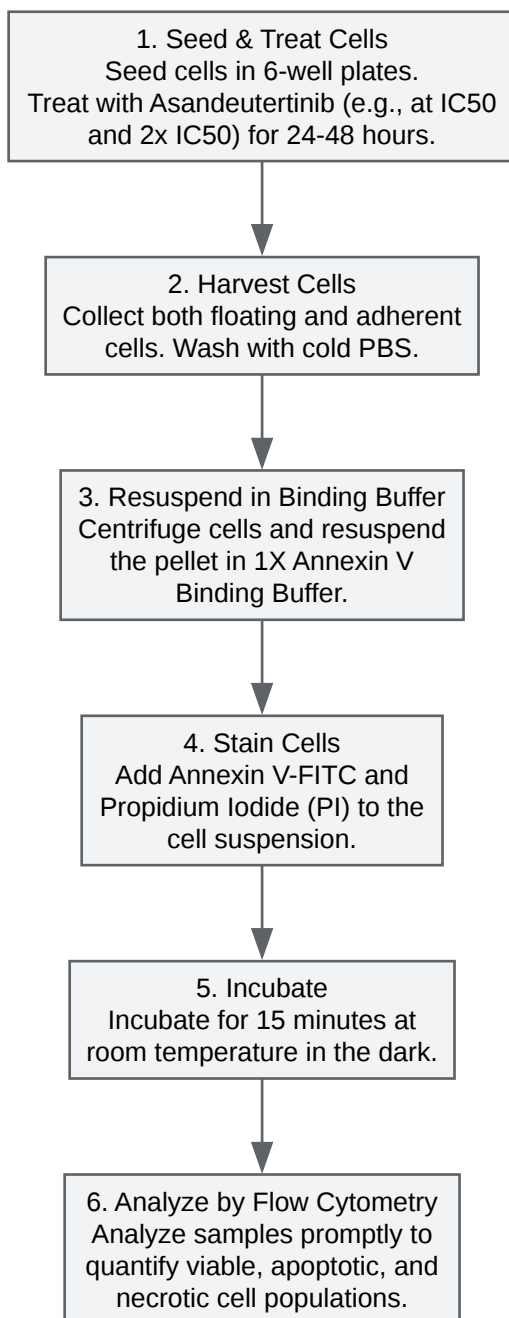 1. Seed & Treat Cells
Seed cells in 6-well plates.
Treat with Asandeutertinib (e.g., at IC50
and 2x IC50) for 24-48 hours.
2. Harvest Cells
Collect both floating and adherent
cells. Wash with cold PBS.
3. Resuspend in Binding Buffer
Centrifuge cells and resuspend
the pellet in 1X Annexin V
Binding Buffer.
4. Stain Cells
Add Annexin V-FITC and
Propidium Iodide (PI) to the
cell suspension.
5. Incubate
Incubate for 15 minutes at
room temperature in the dark.
6. Analyze by Flow Cytometry
Analyze samples promptly to
quantify viable, apoptotic, and
necrotic cell populations.